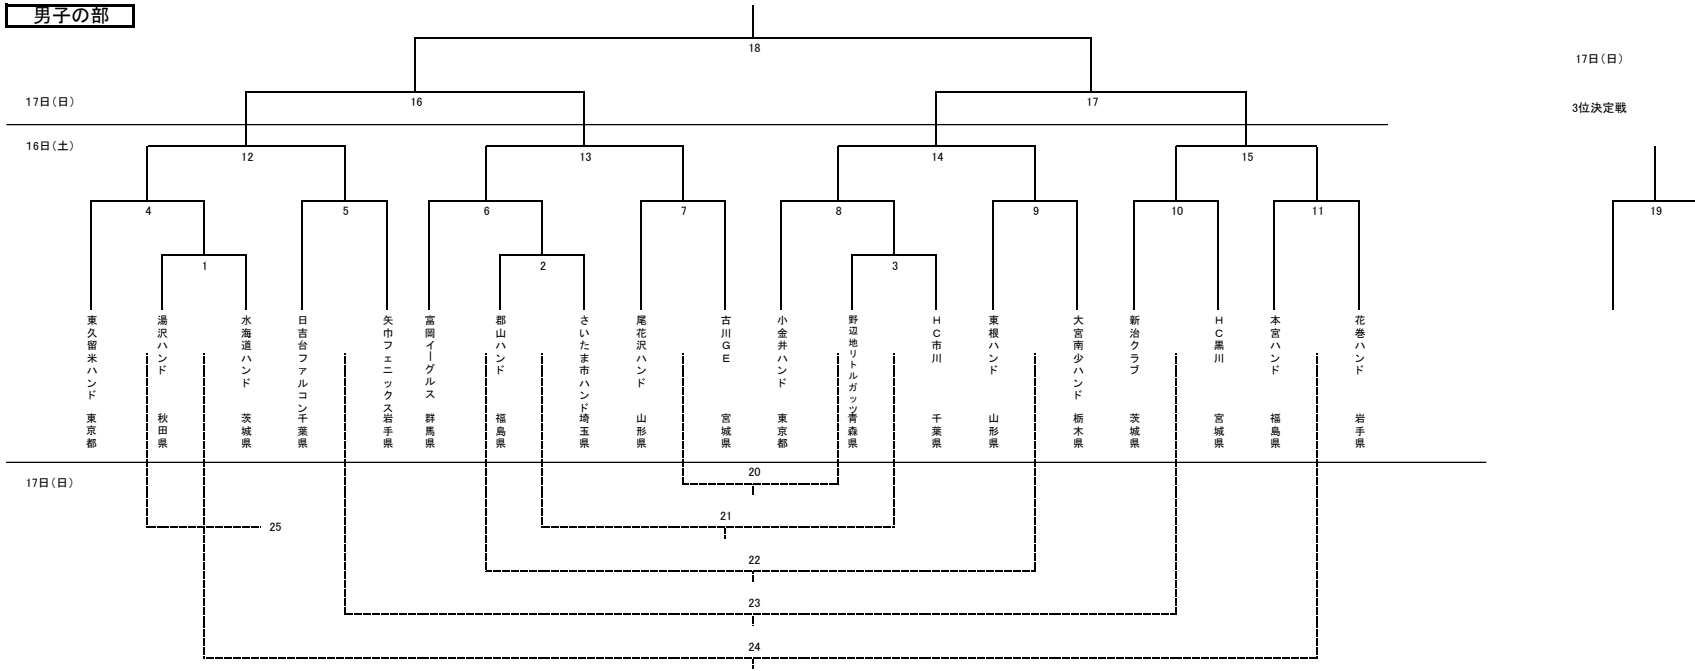 男子の部
18
17日（日）
17日（日）
16
17
3位決定戦
16日（土）
12
13
14
15
4
5
6
7
8
9
10
11
19
1
2
3
東久留米ハンド 東京都
湯沢ハンド 秋田県
水海道ハンド 茨城県
日吉台ファルコン 千葉県
矢巾フェニックス 岩手県
富岡イーグルス 群馬県
郡山ハンド 福島県
さいたま市ハンド 埼玉県
尾花沢ハンド 山形県
古川GE 宮城県
小金井ハンド 東京都
野辺地リトルガッツ 青森県
HC市川 千葉県
東根ハンド 山形県
大宮南少ハンド 栃木県
新治クラブ 茨城県
HC黒川 宮城県
本宮ハンド 福島県
花巻ハンド 岩手県
20
17日（日）
21
25
22
23
24